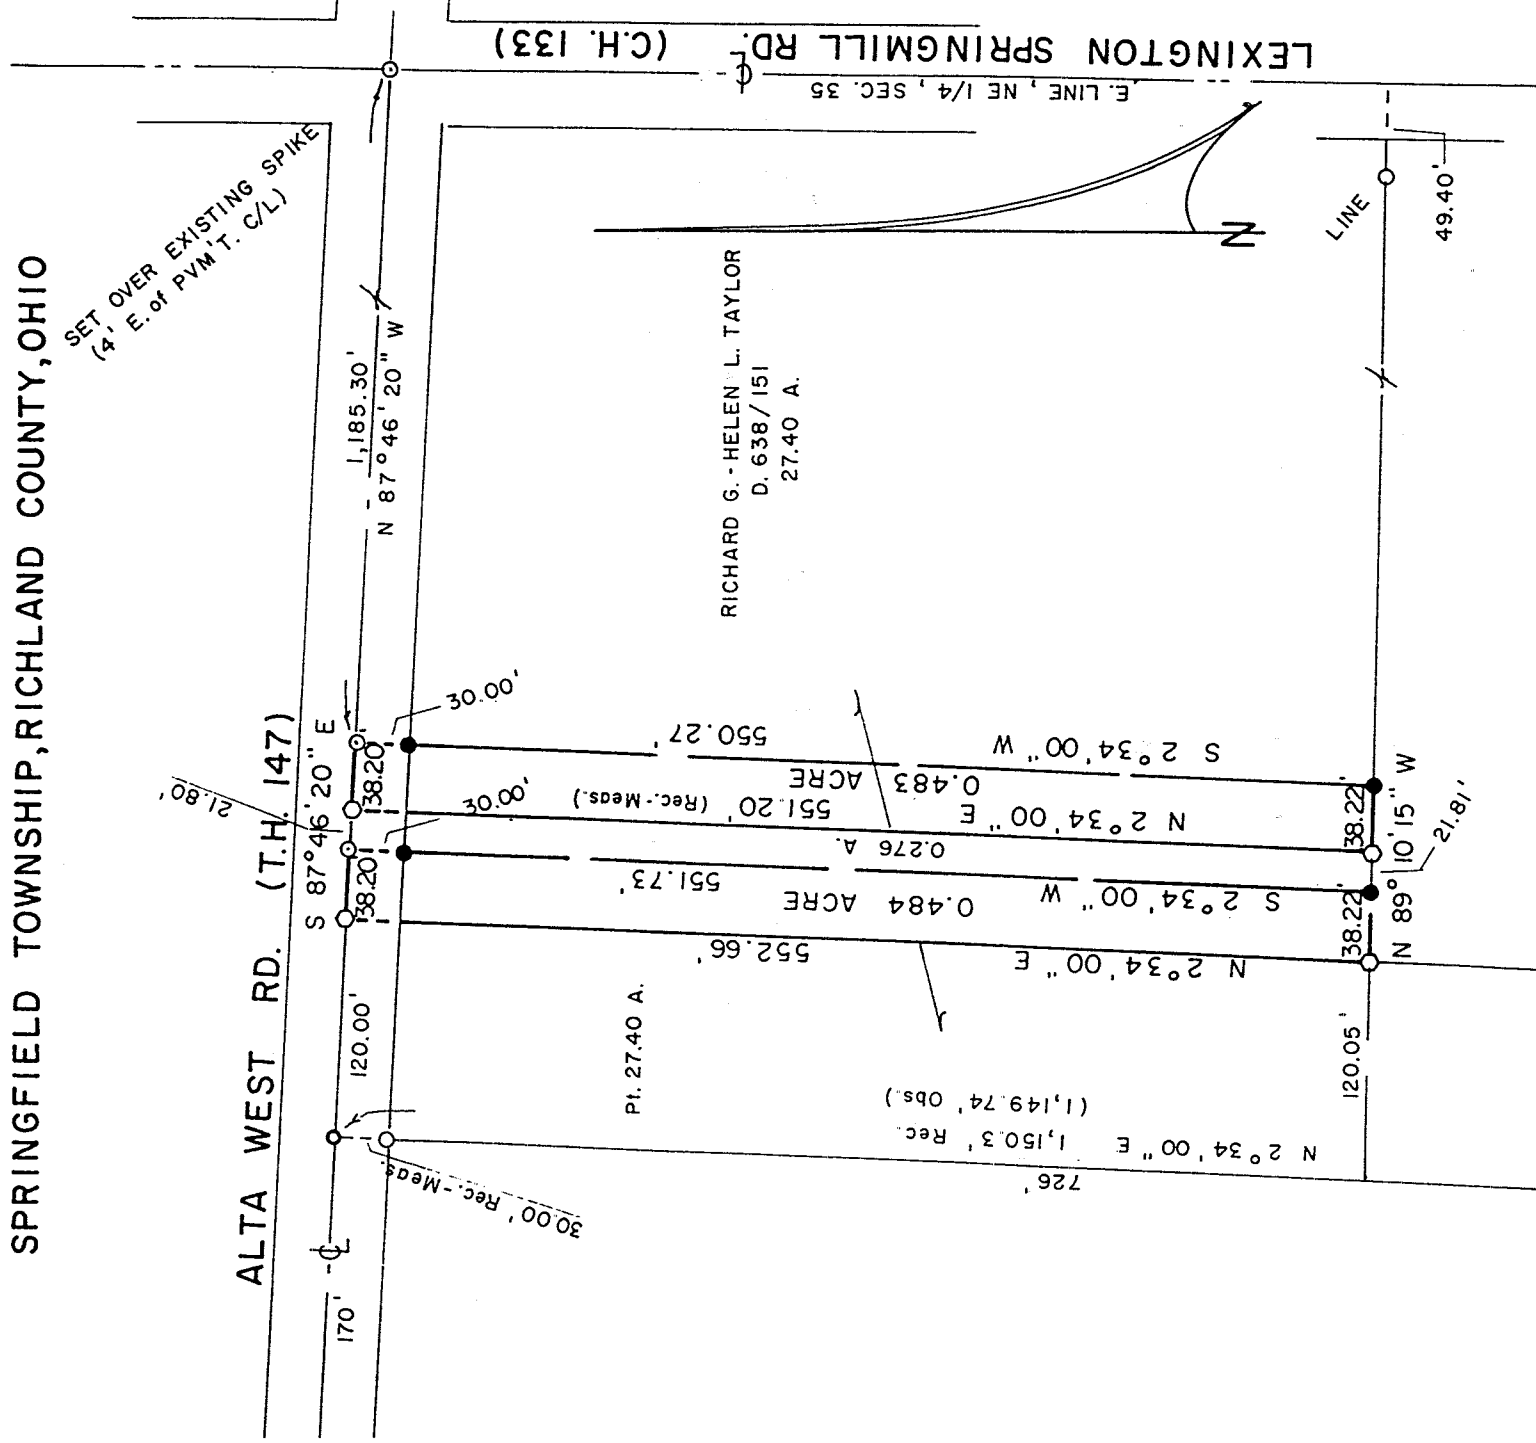 SPRINGFIELD TOWNSHIP, RICHLAND COUNTY, OHIO
LEXINGTON SPRINGMILL RD. (C.H. 133)
E. LINE, NE 1/4, SEC. 35
SET OVER EXISTING SPIKE
(4' E. of PVM'T. C/L)
1,185.30'
N 87°46'20" W
RICHARD G. - HELEN L. TAYLOR
D. 638/151
27.40 A.
N
LINE
49.40'
ALTA WEST RD. (T.H. 147)
S 87°46'20" E
21.80'
38.20'
38.20
30.00'
30.00'
S 2°34'00" W 550.27'
0.483 ACRE
N 2°34'00" E 551.20' (Rec.-Meas.)
0.276 A.
S 2°34'00" W 551.73'
0.484 ACRE
N 2°34'00" E 552.66'
38.22'
38.22'
N 89°10'15" W
21.81'
120.00'
Pt. 27.40 A.
120.05'
N 2°34'00" E 1,150.3' Rec.
(1,149.74' Obs.)
726'
30.00' Rec.-Meas.
170'